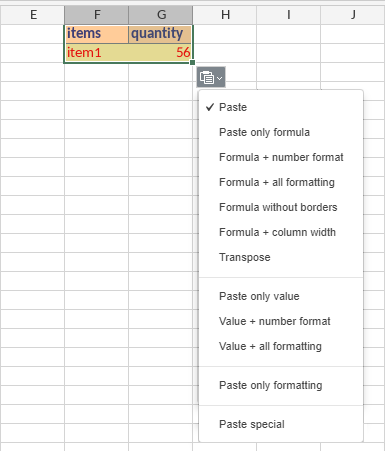 E F G H I J
items quantity
item1 56
Paste
Paste only formula
Formula + number format
Formula + all formatting
Formula without borders
Formula + column width
Transpose
Paste only value
Value + number format
Value + all formatting
Paste only formatting
Paste special